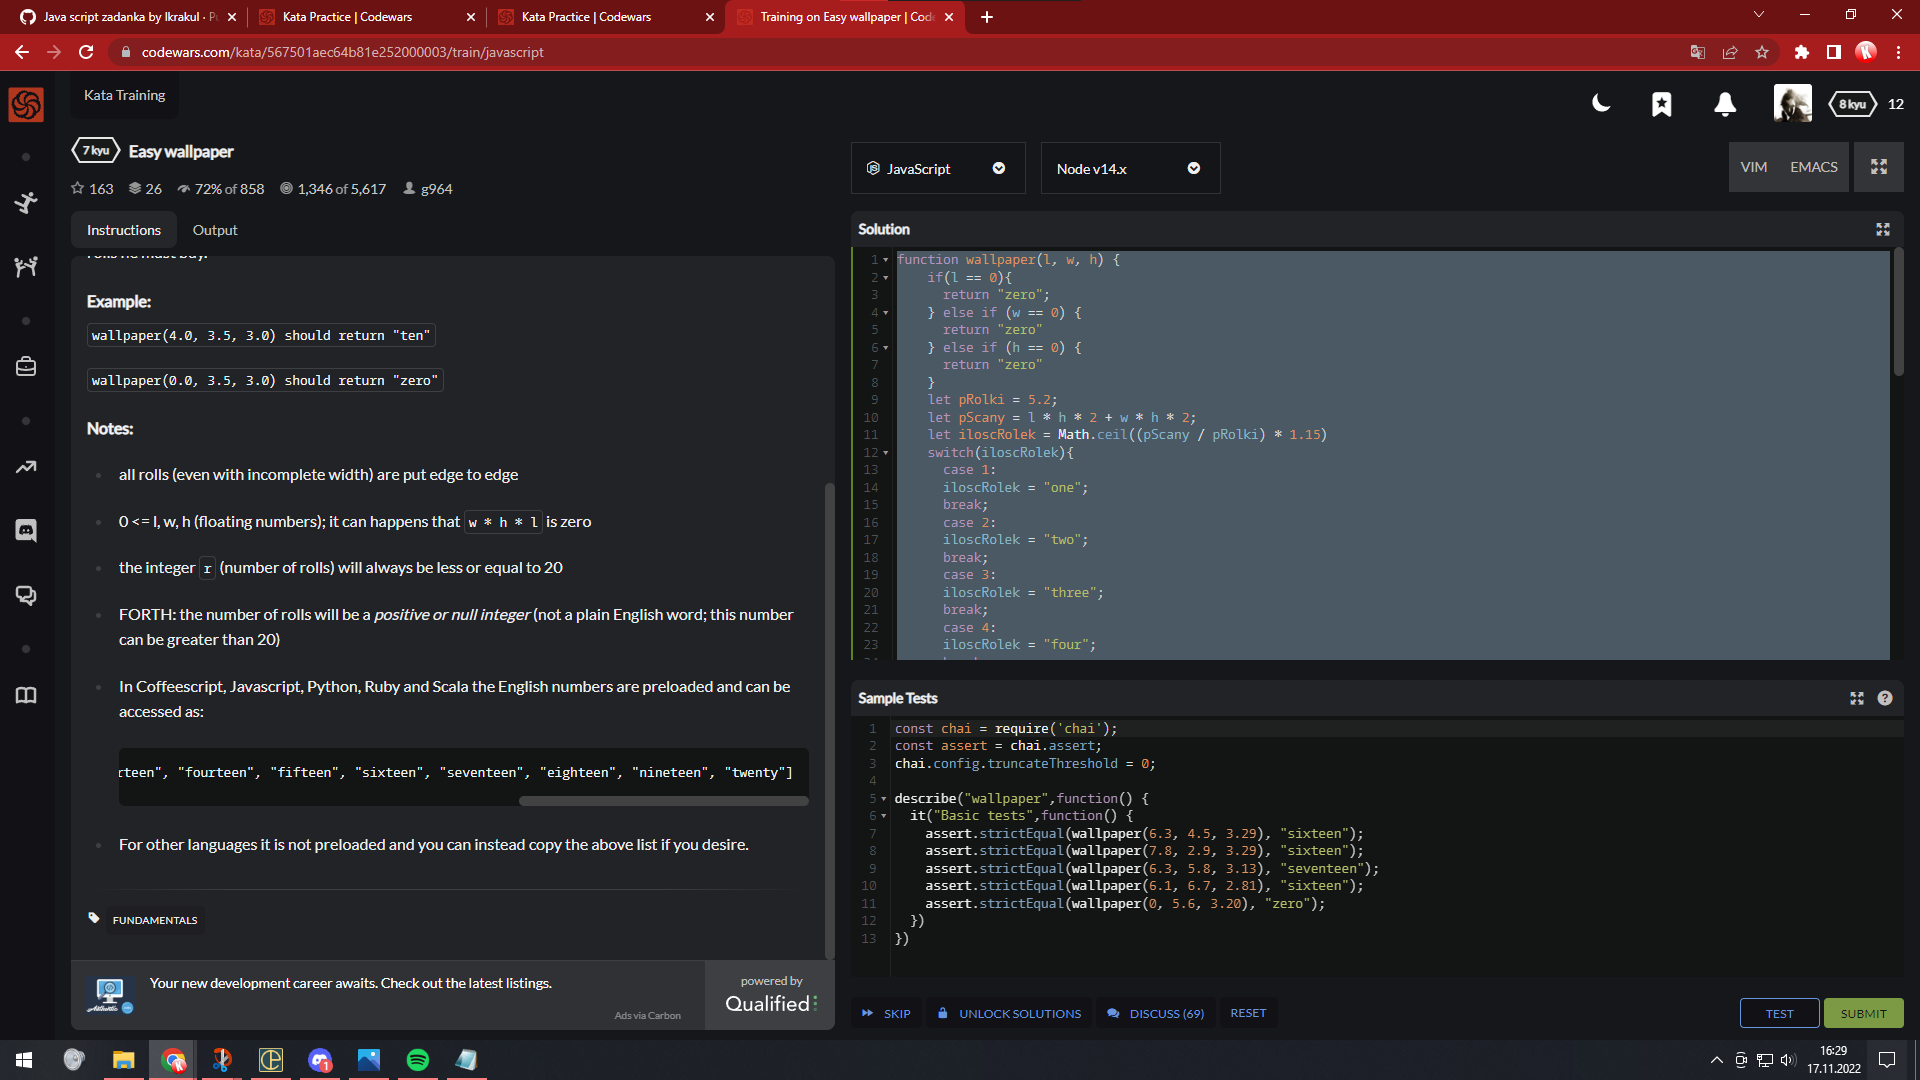 Java script zadanka by lkrakul · Pu
Kata Practice | Codewars
Kata Practice | Codewars
Training on Easy wallpaper | Code
codewars.com/kata/567501aec64b81e252000003/train/javascript
Kata Training
8 kyu
12
7 kyu
Easy wallpaper
163
26
72% of 858
1,346 of 5,617
g964
JavaScript
Node v14.x
VIM
EMACS
Instructions
Output
rolls he must buy.
Example:
wallpaper(4.0, 3.5, 3.0) should return "ten"
wallpaper(0.0, 3.5, 3.0) should return "zero"
Notes:
all rolls (even with incomplete width) are put edge to edge
0 <= l, w, h (floating numbers); it can happens that w * h * l is zero
the integer r (number of rolls) will always be less or equal to 20
FORTH: the number of rolls will be a positive or null integer (not a plain English word; this number
can be greater than 20)
In Coffeescript, Javascript, Python, Ruby and Scala the English numbers are preloaded and can be
accessed as:
rteen", "fourteen", "fifteen", "sixteen", "seventeen", "eighteen", "nineteen", "twenty"]
For other languages it is not preloaded and you can instead copy the above list if you desire.
FUNDAMENTALS
Your new development career awaits. Check out the latest listings.
Ads via Carbon
powered by
Qualified
Solution
1 function wallpaper(l, w, h) {
2 if(l == 0){
3 return "zero";
4 } else if (w == 0) {
5 return "zero"
6 } else if (h == 0) {
7 return "zero"
8 }
9 let pRolki = 5.2;
10 let pScany = l * h * 2 + w * h * 2;
11 let iloscRolek = Math.ceil((pScany / pRolki) * 1.15)
12 switch(iloscRolek){
13 case 1:
14 iloscRolek = "one";
15 break;
16 case 2:
17 iloscRolek = "two";
18 break;
19 case 3:
20 iloscRolek = "three";
21 break;
22 case 4:
23 iloscRolek = "four";
Sample Tests
1 const chai = require('chai');
2 const assert = chai.assert;
3 chai.config.truncateThreshold = 0;
4
5 describe("wallpaper",function() {
6 it("Basic tests",function() {
7 assert.strictEqual(wallpaper(6.3, 4.5, 3.29), "sixteen");
8 assert.strictEqual(wallpaper(7.8, 2.9, 3.29), "sixteen");
9 assert.strictEqual(wallpaper(6.3, 5.8, 3.13), "seventeen");
10 assert.strictEqual(wallpaper(6.1, 6.7, 2.81), "sixteen");
11 assert.strictEqual(wallpaper(0, 5.6, 3.20), "zero");
12 })
13 })
SKIP
UNLOCK SOLUTIONS
DISCUSS (69)
RESET
TEST
SUBMIT
1
16:29
17.11.2022